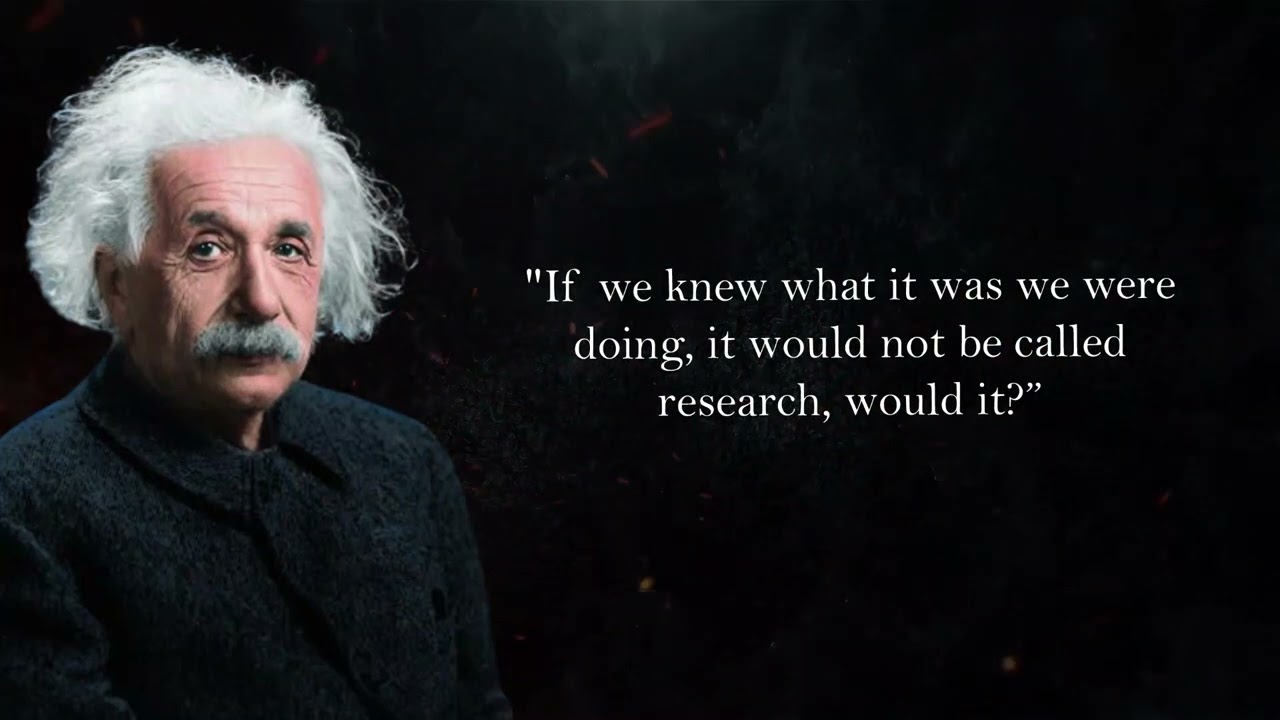 "If we knew what it was we were
doing, it would not be called
research, would it?”